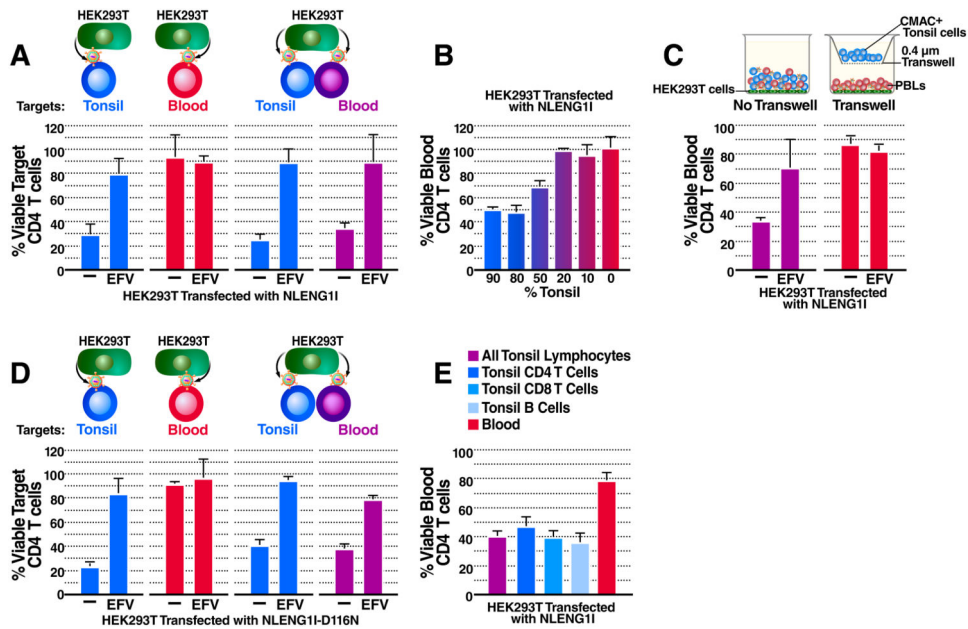 A
HEK293T
HEK293T
HEK293T
Targets:
Tonsil
Blood
Tonsil
Blood
% Viable Target
CD4 T cells
120
100
80
60
40
20
0
–
EFV
–
EFV
–
EFV
–
EFV
HEK293T Transfected with NLENG1I
B
HEK293T Transfected
with NLENG1I
% Viable Blood
CD4 T cells
120
100
80
60
40
20
0
90 80 50 20 10 0
% Tonsil
C
CMAC+
Tonsil cells
0.4 µm
Transwell
PBLs
HEK293T cells
No Transwell
Transwell
% Viable Blood
CD4 T cells
100
80
60
40
20
0
–
EFV
–
EFV
HEK293T Transfected
with NLENG1I
D
HEK293T
HEK293T
HEK293T
Targets:
Tonsil
Blood
Tonsil
Blood
% Viable Target
CD4 T cells
120
100
80
60
40
20
0
–
EFV
–
EFV
–
EFV
–
EFV
HEK293T Transfected with NLENG1I-D116N
E
All Tonsil Lymphocytes
Tonsil CD4 T Cells
Tonsil CD8 T Cells
Tonsil B Cells
Blood
% Viable Blood
CD4 T cells
100
80
60
40
20
0
HEK293T Transfected
with NLENG1I